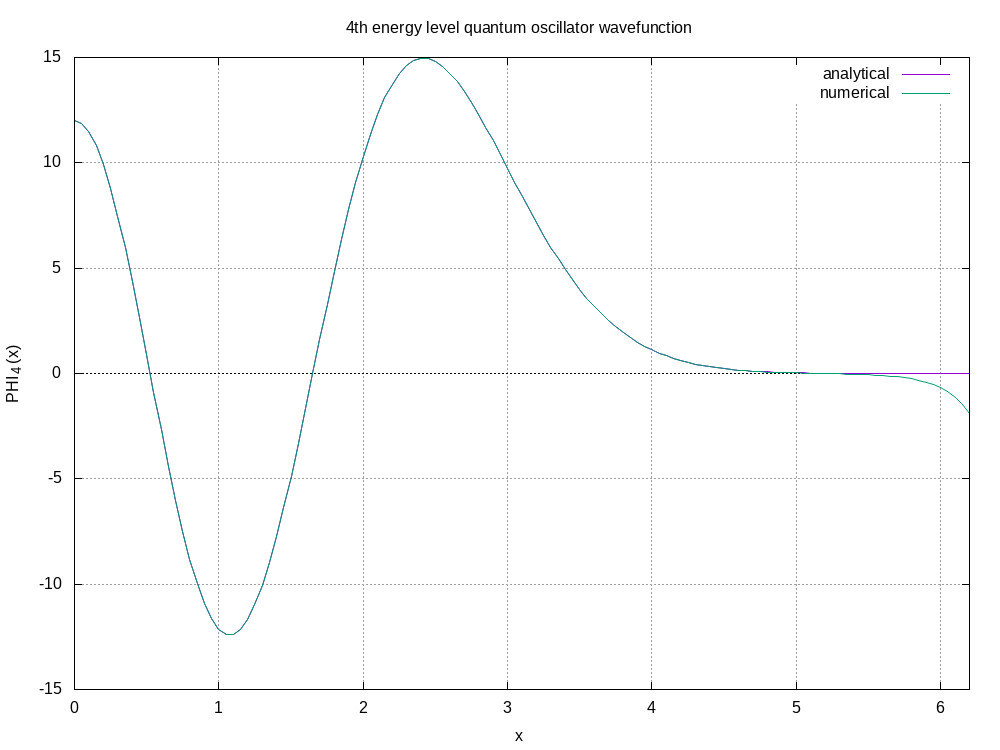 4th energy level quantum oscillator wavefunction
analytical
numerical
15
10
5
0
-5
-10
-15
PHI4(x)
0 1 2 3 4 5 6
x